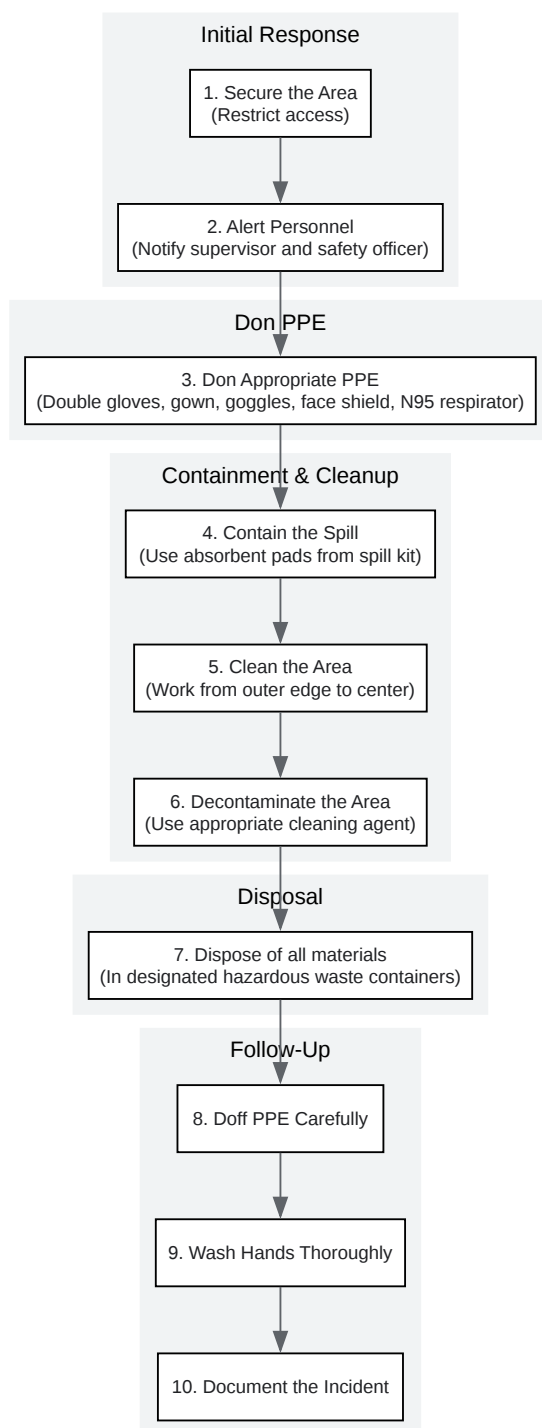 Initial Response
1. Secure the Area
(Restrict access)
2. Alert Personnel
(Notify supervisor and safety officer)
Don PPE
3. Don Appropriate PPE
(Double gloves, gown, goggles, face shield, N95 respirator)
Containment & Cleanup
4. Contain the Spill
(Use absorbent pads from spill kit)
5. Clean the Area
(Work from outer edge to center)
6. Decontaminate the Area
(Use appropriate cleaning agent)
Disposal
7. Dispose of all materials
(In designated hazardous waste containers)
Follow-Up
8. Doff PPE Carefully
9. Wash Hands Thoroughly
10. Document the Incident